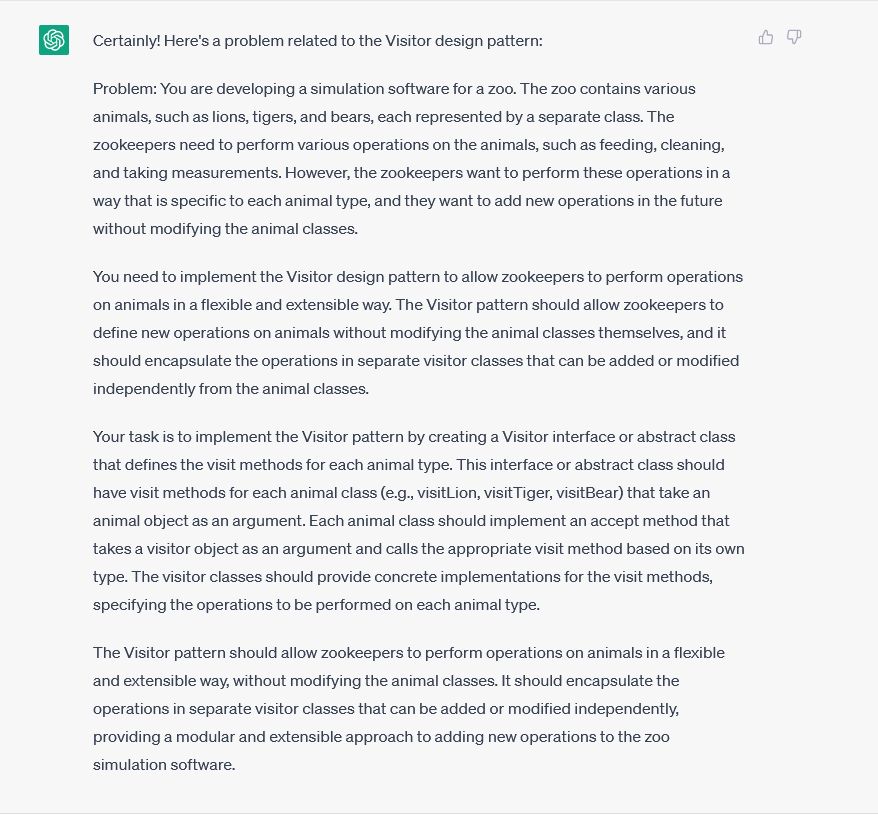 Certainly! Here's a problem related to the Visitor design pattern:
Problem: You are developing a simulation software for a zoo. The zoo contains various
animals, such as lions, tigers, and bears, each represented by a separate class. The
zookeepers need to perform various operations on the animals, such as feeding, cleaning,
and taking measurements. However, the zookeepers want to perform these operations in a
way that is specific to each animal type, and they want to add new operations in the future
without modifying the animal classes.
You need to implement the Visitor design pattern to allow zookeepers to perform operations
on animals in a flexible and extensible way. The Visitor pattern should allow zookeepers to
define new operations on animals without modifying the animal classes themselves, and it
should encapsulate the operations in separate visitor classes that can be added or modified
independently from the animal classes.
Your task is to implement the Visitor pattern by creating a Visitor interface or abstract class
that defines the visit methods for each animal type. This interface or abstract class should
have visit methods for each animal class (e.g., visitLion, visitTiger, visitBear) that take an
animal object as an argument. Each animal class should implement an accept method that
takes a visitor object as an argument and calls the appropriate visit method based on its own
type. The visitor classes should provide concrete implementations for the visit methods,
specifying the operations to be performed on each animal type.
The Visitor pattern should allow zookeepers to perform operations on animals in a flexible
and extensible way, without modifying the animal classes. It should encapsulate the
operations in separate visitor classes that can be added or modified independently,
providing a modular and extensible approach to adding new operations to the zoo
simulation software.